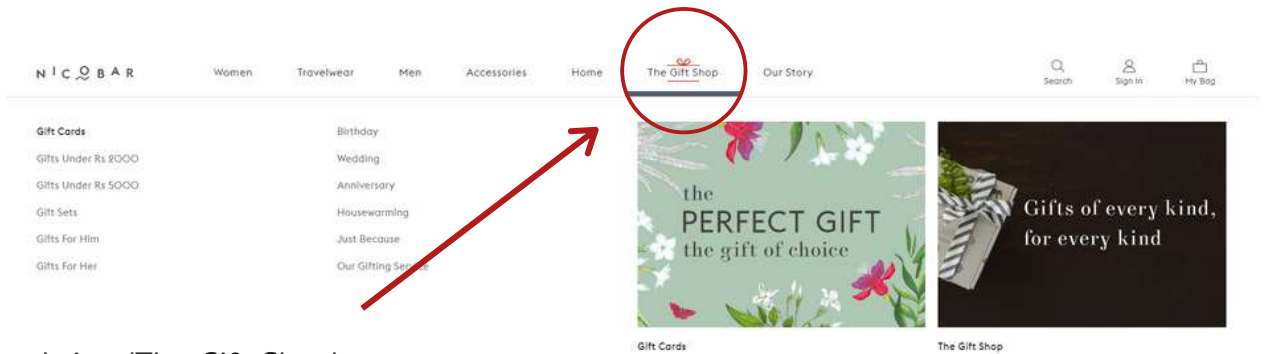 NICOBAR
Women
Travelwear
Men
Accessories
Home
The Gift Shop
Our Story
Search
Sign In
My Bag
Gift Cards
Gifts Under Rs 2000
Gifts Under Rs 5000
Gift Sets
Gifts For Him
Gifts For Her
Birthday
Wedding
Anniversary
Housewarming
Just Because
Our Gifting Service
the
PERFECT GIFT
the gift of choice
Gifts of every kind,
for every kind
Gift Cards
The Gift Shop